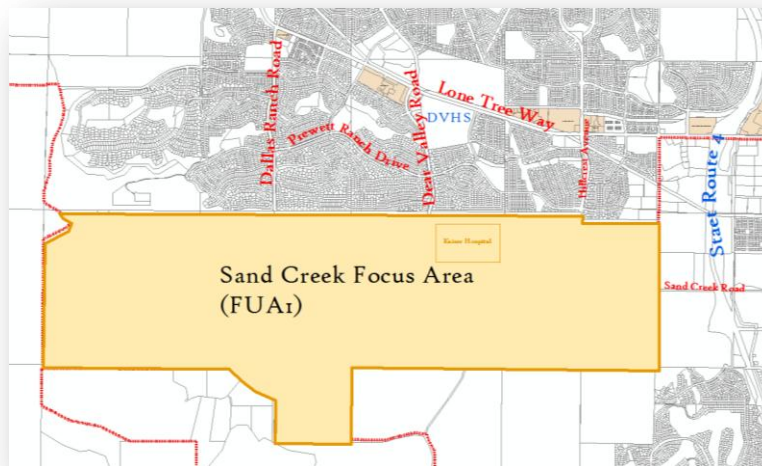 Dallas Ranch Road
Prewett Ranch Drive
Dear Valley Road
DVHS
Lone Tree Way
Hillcrest Avenue
Staet Route 4
Kaiser Hospital
Sand Creek Road
Sand Creek Focus Area
(FUA1)